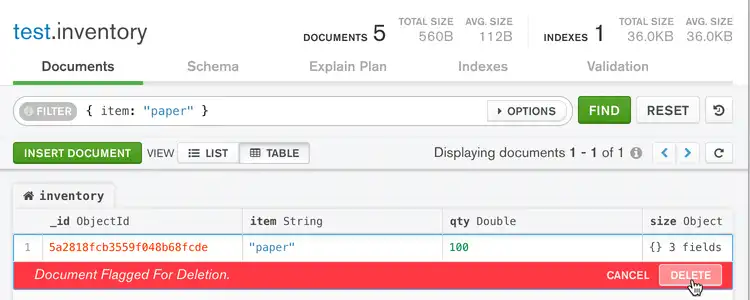 test.inventory
DOCUMENTS 5 TOTAL SIZE 560B AVG. SIZE 112B INDEXES 1 TOTAL SIZE 36.0KB AVG. SIZE 36.0KB
Documents Schema Explain Plan Indexes Validation
FILTER { item: "paper" } OPTIONS FIND RESET
INSERT DOCUMENT VIEW LIST TABLE Displaying documents 1 - 1 of 1
inventory
_id ObjectId item String qty Double size Object
1 5a2818fcb3559f048b68fcde "paper" 100 {} 3 fields
Document Flagged For Deletion. CANCEL DELETE